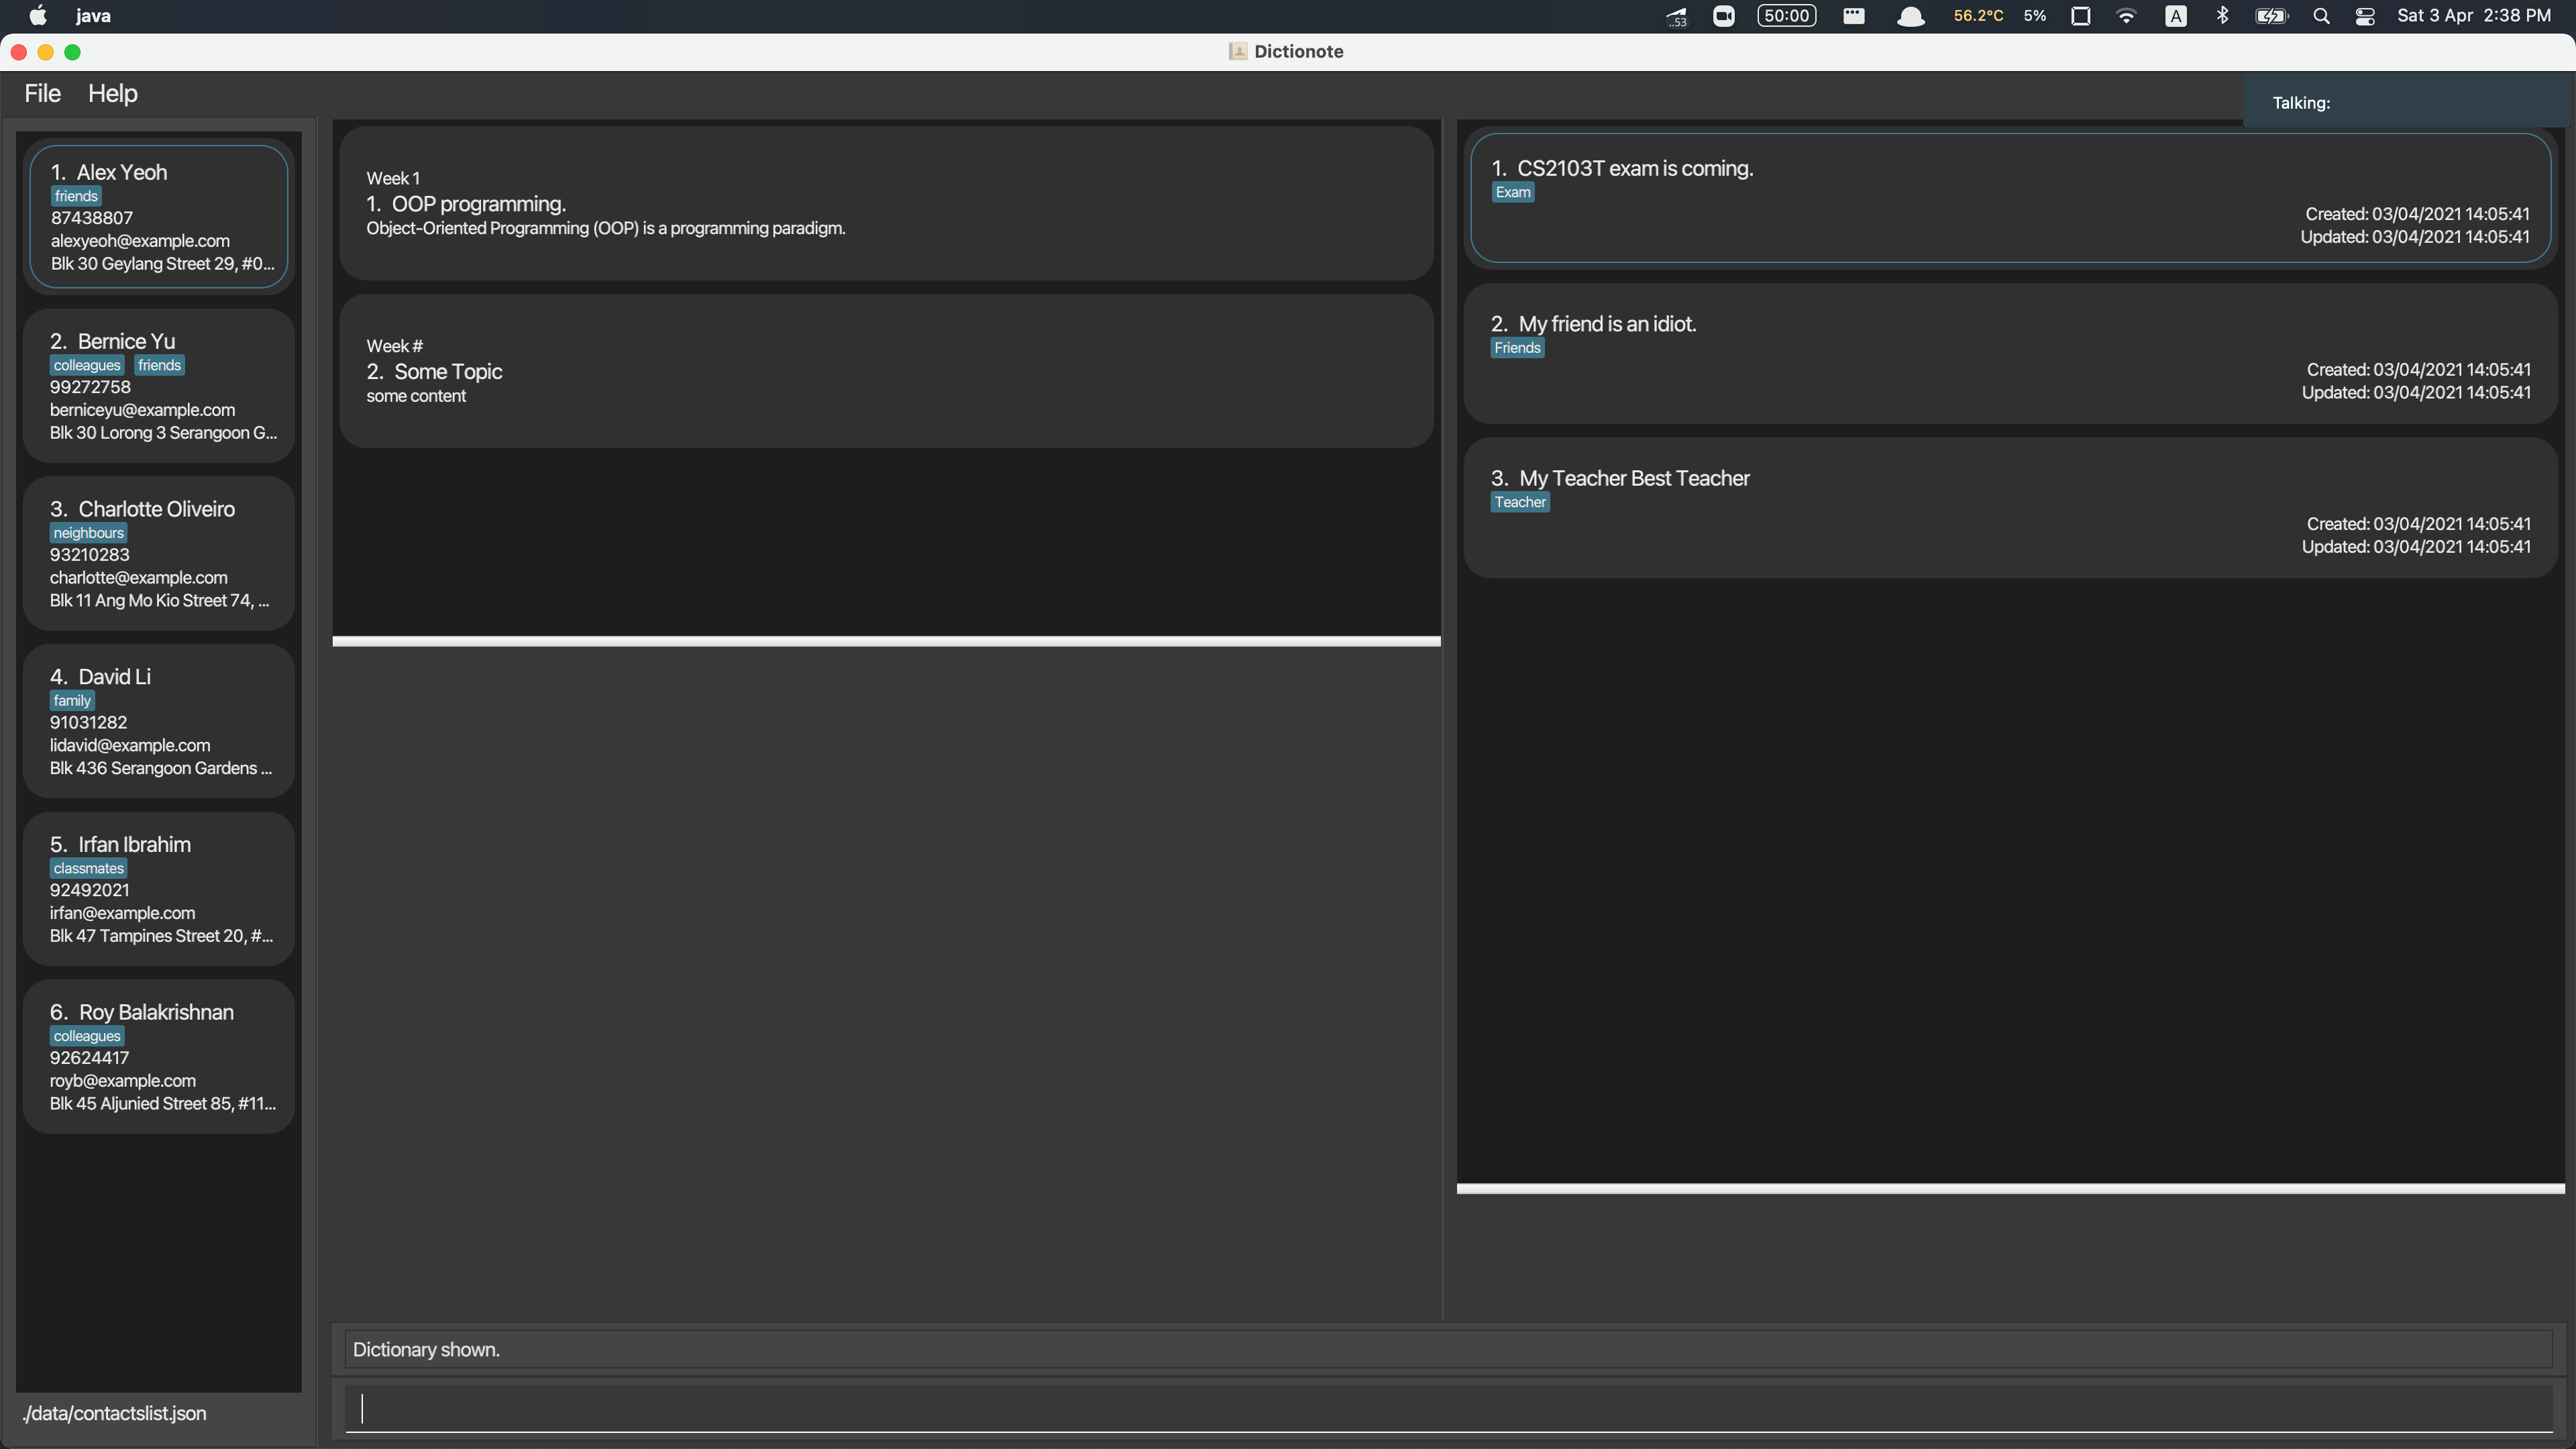 java
..53
50:00
56.2°C
5%
A
Sat 3 Apr 2:38 PM
Dictionote
File
Help
Talking:
1. Alex Yeoh
friends
87438807
alexyeoh@example.com
Blk 30 Geylang Street 29, #0...
2. Bernice Yu
colleagues friends
99272758
berniceyu@example.com
Blk 30 Lorong 3 Serangoon G...
3. Charlotte Oliveiro
neighbours
93210283
charlotte@example.com
Blk 11 Ang Mo Kio Street 74, ...
4. David Li
family
91031282
lidavid@example.com
Blk 436 Serangoon Gardens ...
5. Irfan Ibrahim
classmates
92492021
irfan@example.com
Blk 47 Tampines Street 20, #...
6. Roy Balakrishnan
colleagues
92624417
royb@example.com
Blk 45 Aljunied Street 85, #11...
./data/contactslist.json
Week 1
1. OOP programming.
Object-Oriented Programming (OOP) is a programming paradigm.
Week #
2. Some Topic
some content
1. CS2103T exam is coming.
Exam
Created: 03/04/2021 14:05:41
Updated: 03/04/2021 14:05:41
2. My friend is an idiot.
Friends
Created: 03/04/2021 14:05:41
Updated: 03/04/2021 14:05:41
3. My Teacher Best Teacher
Teacher
Created: 03/04/2021 14:05:41
Updated: 03/04/2021 14:05:41
Dictionary shown.